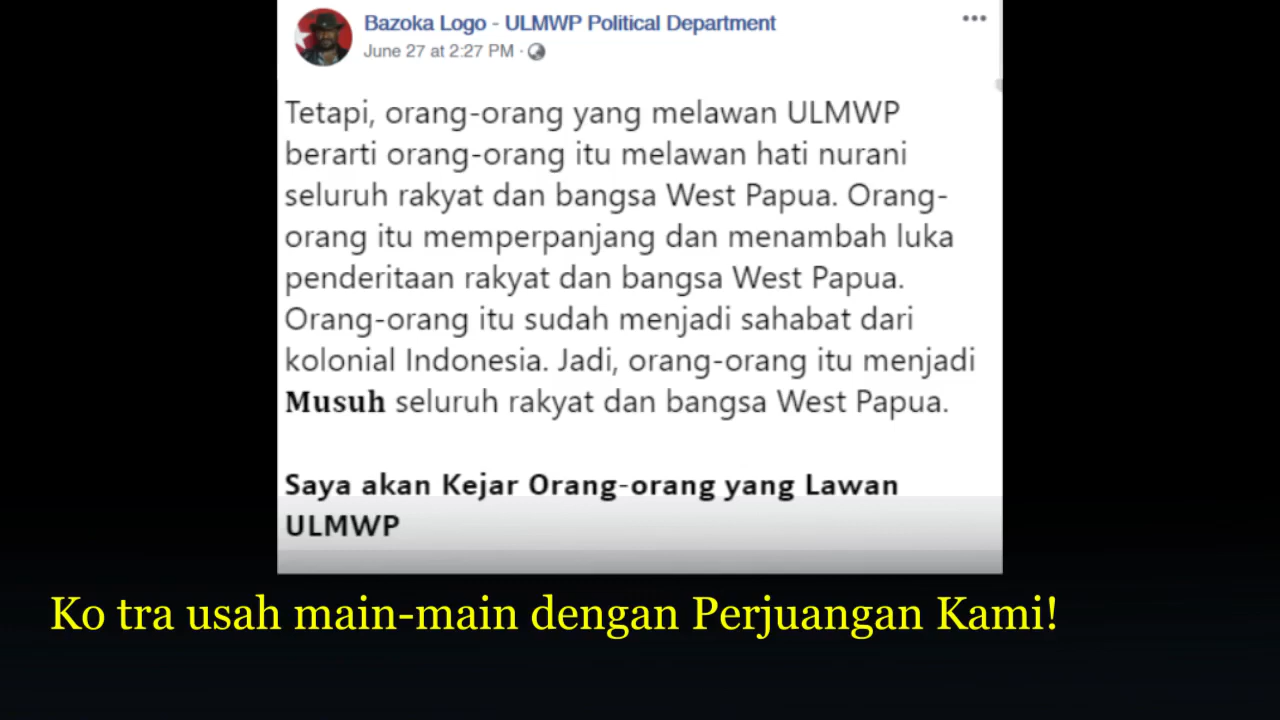 Bazoka Logo - ULMWP Political Department
June 27 at 2:27 PM ·
Tetapi, orang-orang yang melawan ULMWP
berarti orang-orang itu melawan hati nurani
seluruh rakyat dan bangsa West Papua. Orang-
orang itu memperpanjang dan menambah luka
penderitaan rakyat dan bangsa West Papua.
Orang-orang itu sudah menjadi sahabat dari
kolonial Indonesia. Jadi, orang-orang itu menjadi
Musuh seluruh rakyat dan bangsa West Papua.
Saya akan Kejar Orang-orang yang Lawan
ULMWP
Ko tra usah main-main dengan Perjuangan Kami!